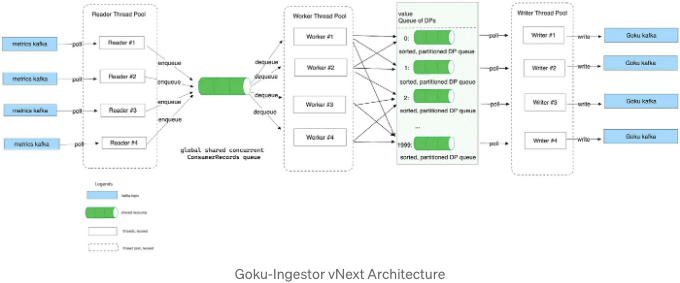 Reader Thread Pool
Worker Thread Pool
value
Queue of DPs
Writer Thread Pool
metrics kafka
poll
Reader #1
enqueue
dequeue
Worker #1
0:
sorted, partitioned DP queue
poll
Writer #1
write
Goku kafka
metrics kafka
poll
Reader #2
enqueue
dequeue
Worker #2
1:
sorted, partitioned DP queue
poll
Writer #2
write
Goku kafka
metrics kafka
poll
Reader #3
enqueue
dequeue
Worker #3
2:
sorted, partitioned DP queue
poll
Writer #3
write
Goku kafka
metrics kafka
poll
Reader #4
enqueue
dequeue
Worker #4
...
1999:
sorted, partitioned DP queue
poll
Writer #4
write
Goku kafka
global shared concurrent
ConsumerRecords queue
Legends
kafka topic
shared resource
threads, reused
thread pool, reused
Goku-Ingestor vNext Architecture